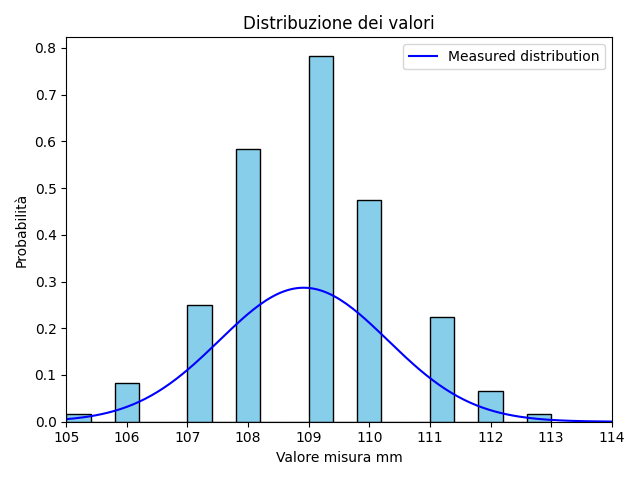 Distribuzione dei valori
Measured distribution
Probabilità
0.8
0.7
0.6
0.5
0.4
0.3
0.2
0.1
0.0
105 106 107 108 109 110 111 112 113 114
Valore misura mm